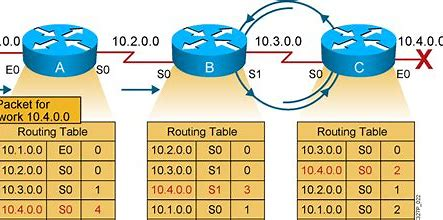 .0.0
10.2.0.0
10.3.0.0
10.4.0.0
A
B
C
E0
S0
S0
S1
S0
E0
Packet for
work 10.4.0.0
Routing Table
10.1.0.0 E0 0
10.2.0.0 S0 0
10.3.0.0 S0 1
10.4.0.0 S0 4
Routing Table
10.2.0.0 S0 0
10.3.0.0 S1 0
10.4.0.0 S1 3
10.1.0.0 S0 1
Routing Table
10.3.0.0 S0 0
10.4.0.0 S0 2
10.2.0.0 S0 1
10.1.0.0 S0 2